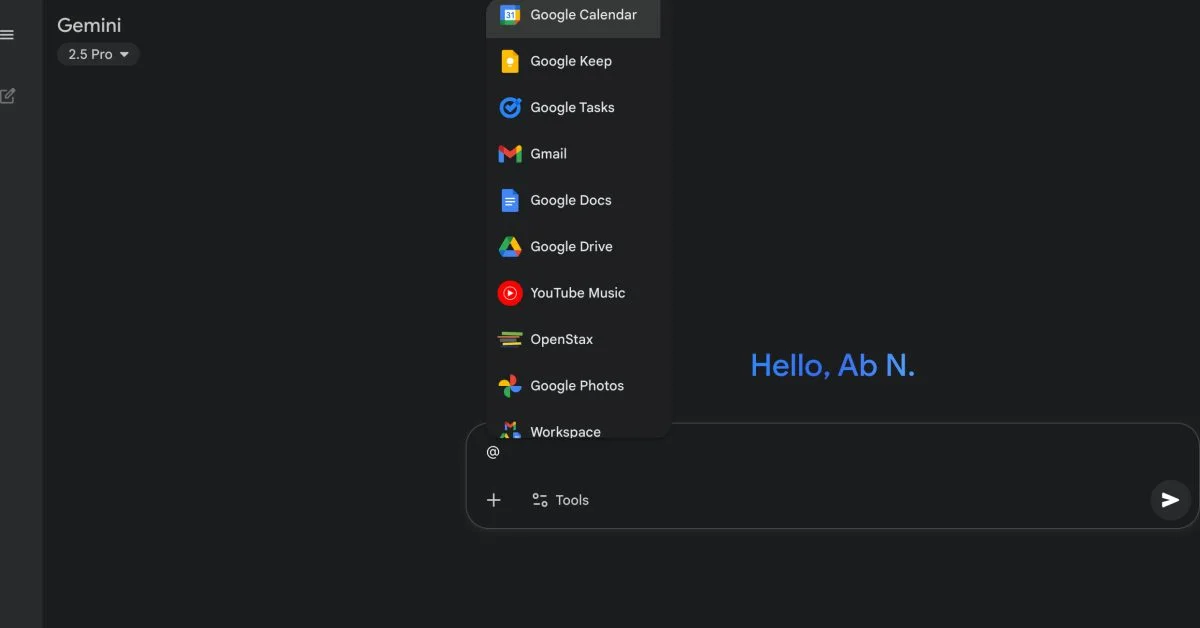 Gemini
2.5 Pro
31
Google Calendar
Google Keep
Google Tasks
Gmail
Google Docs
Google Drive
YouTube Music
OpenStax
Google Photos
Workspace
Hello, Ab N.
@
Tools